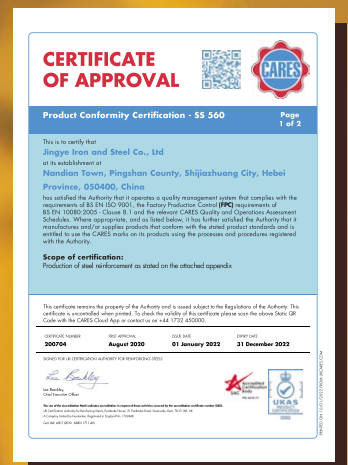 CERTIFICATE
OF APPROVAL
CARES
Product Conformity Certification - SS 560
Page
1 of 2
This is to certify that
Jingye Iron and Steel Co., Ltd
at its establishment at
Nandian Town, Pingshan County, Shijiazhuang City, Hebei
Province, 050400, China
has satisfied the Authority that it operates a quality management system that complies with the
requirements of BS EN ISO 9001, the Factory Production Control (FPC) requirements of
BS EN 10080:2005 - Clause 8.1 and the relevant CARES Quality and Operations Assessment
Schedules. Where appropriate, and as listed below, it has further satisfied the Authority that it
manufactures and/or supplies products that conform with the stated product standards and is
entitled to use the CARES marks on its products using the processes and procedures registered
with the Authority.
Scope of certification:
Production of steel reinforcement as stated on the attached appendix
This certificate remains the property of the Authority and is issued subject to the Regulations of the Authority. This
certificate is uncontrolled when printed. To check the validity of this certificate please scan the above Static QR
Code with the CARES Cloud App or contact us on +44 1732 450000.
CERTIFICATE NUMBER
FIRST APPROVAL
ISSUE DATE
EXPIRY DATE
200704
August 2020
01 January 2022
31 December 2022
SIGNED FOR UK CERTIFICATION AUTHORITY FOR REINFORCING STEELS
Lee Brankley
Chief Executive Officer
SAC
Accredited
Certification
Body
UKAS
PRODUCT
CERTIFICATION